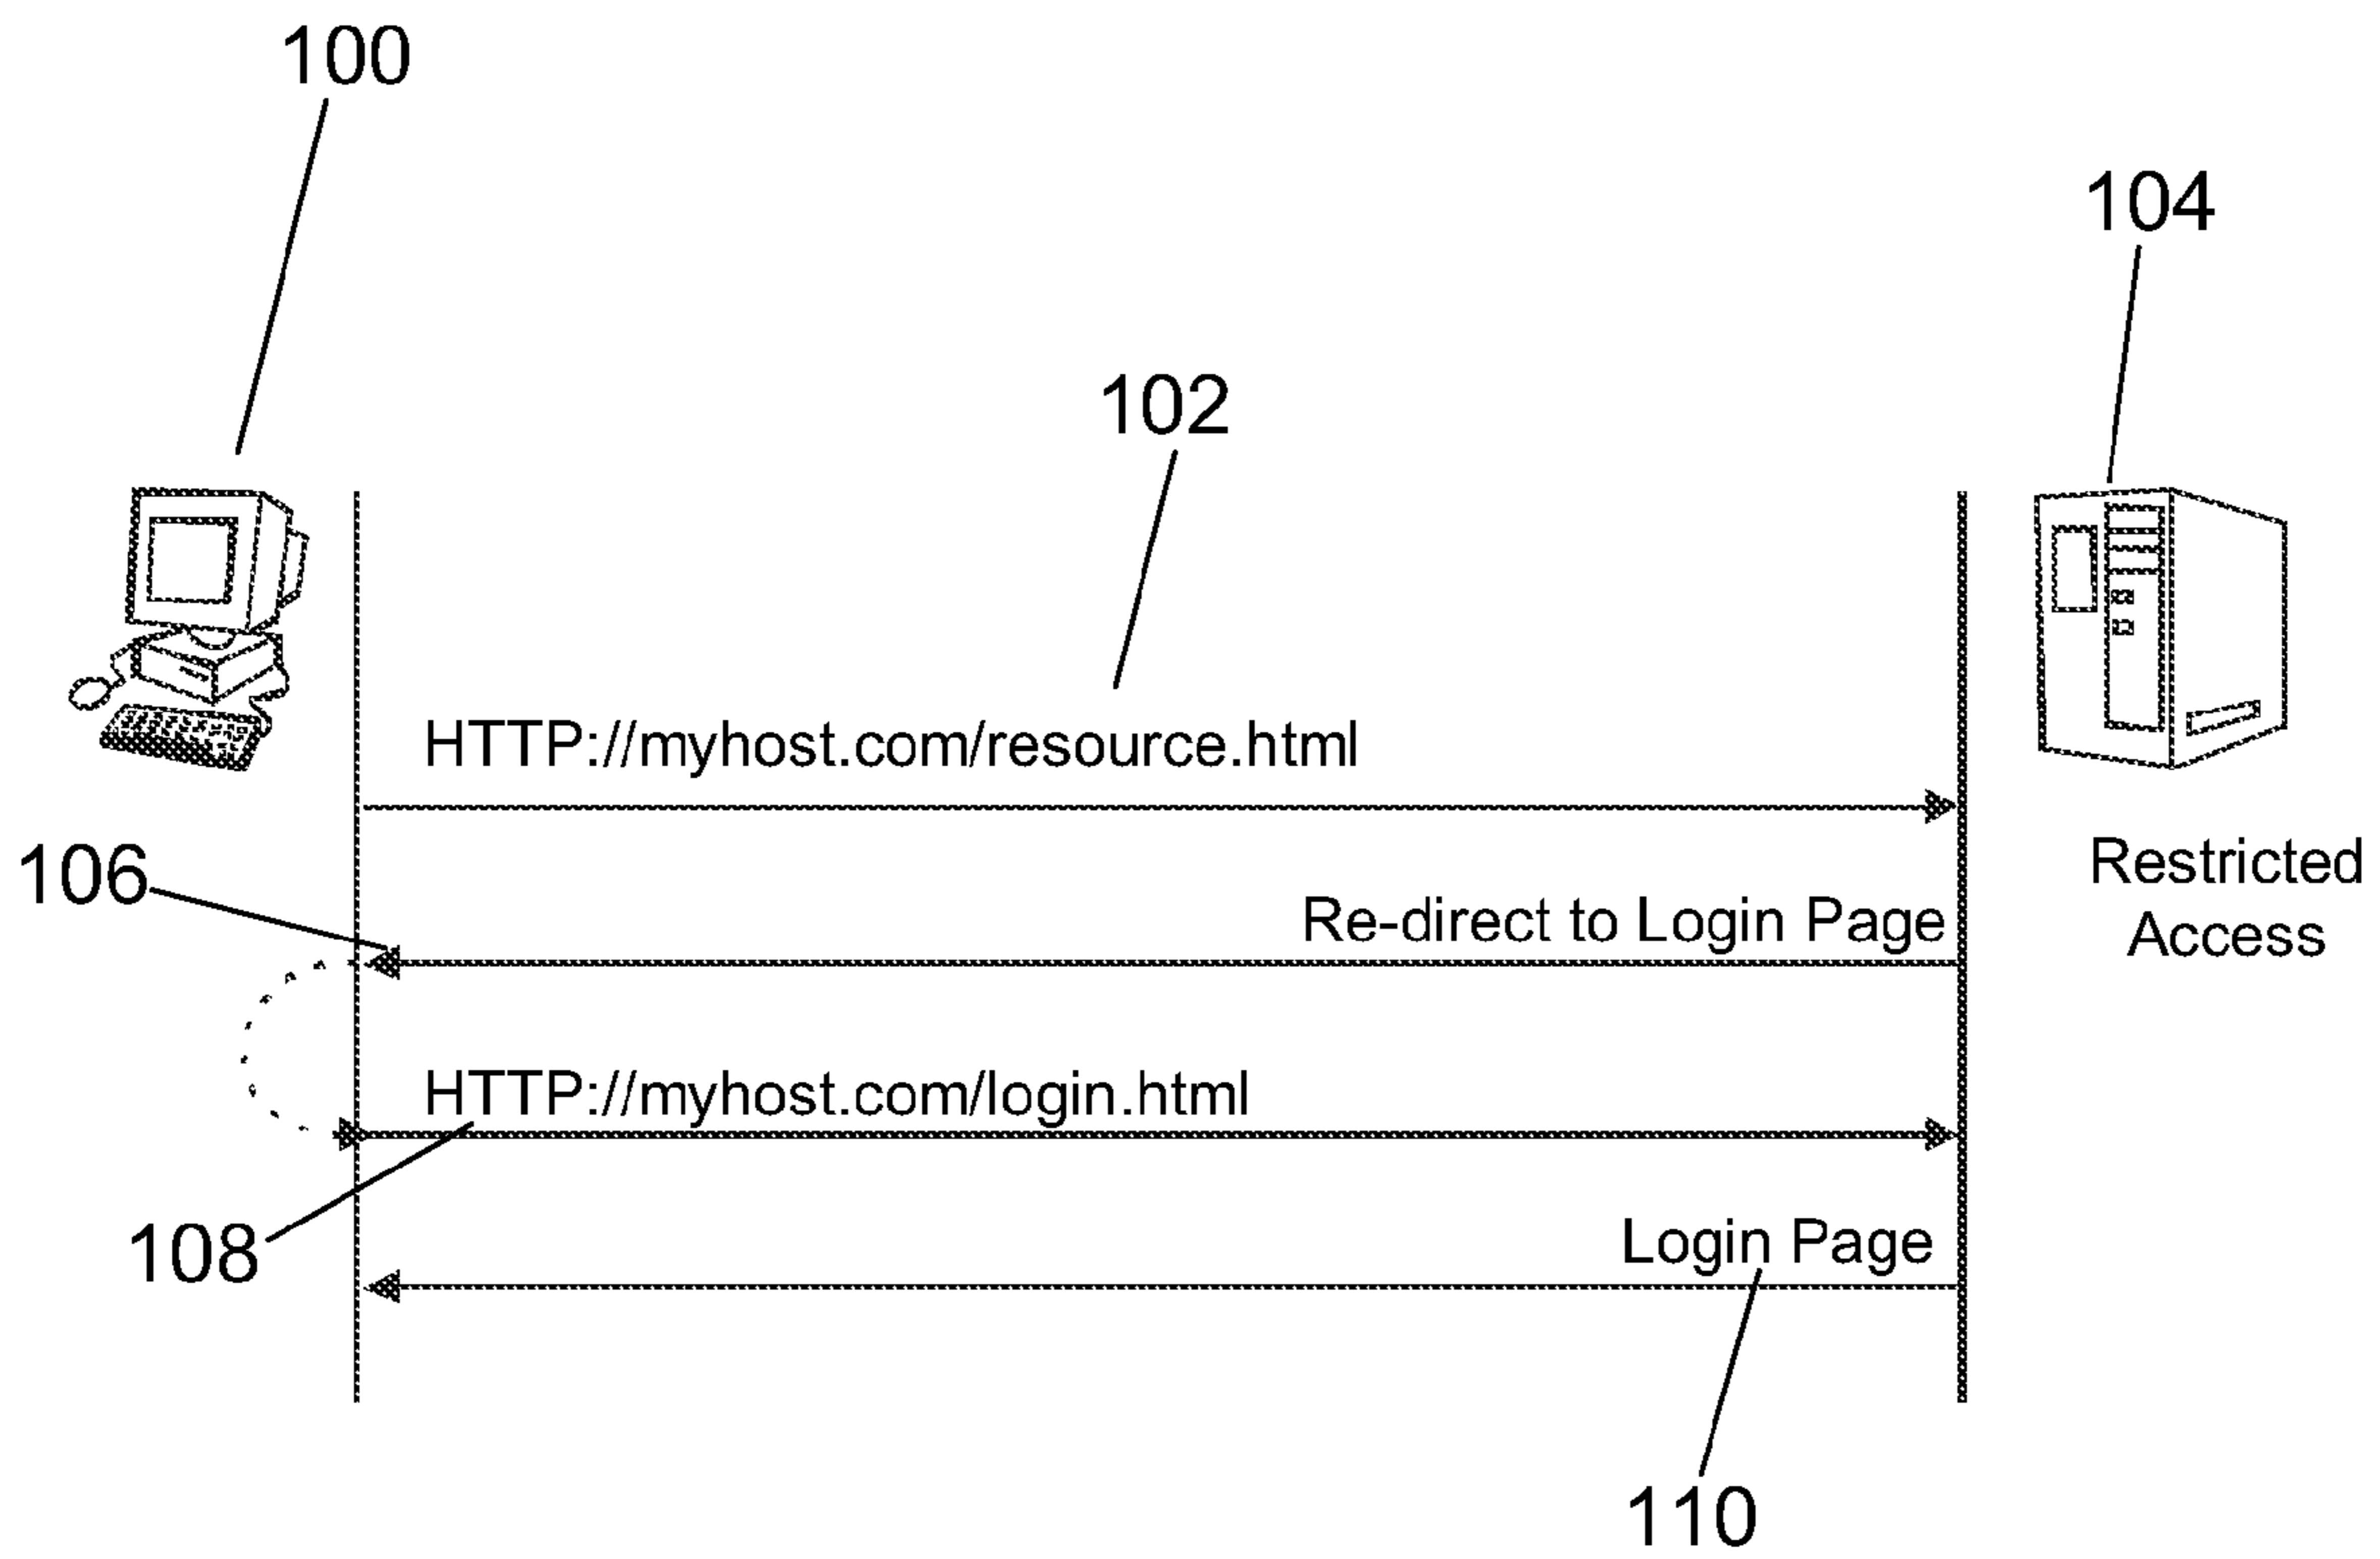 100
104
102
HTTP://myhost.com/resource.html
106
Restricted
Access
Re-direct to Login Page
HTTP://myhost.com/login.html
108
Login Page
110